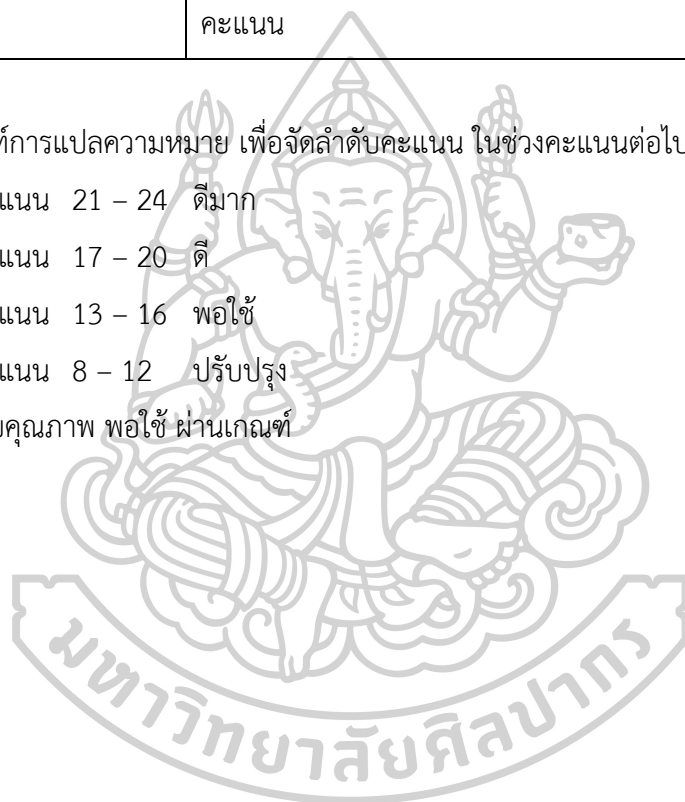 คะแนน
ท์การแปลความหมาย เพื่อจัดลำดับคะแนน ในช่วงคะแนนต่อไป
แนน 21 – 24 ดีมาก
แนน 17 – 20 ดี
แนน 13 – 16 พอใช้
แนน 8 – 12 ปรับปรุง
คุณภาพ พอใช้ ผ่านเกณฑ์
มหาวิทยาลัยศิลปากร